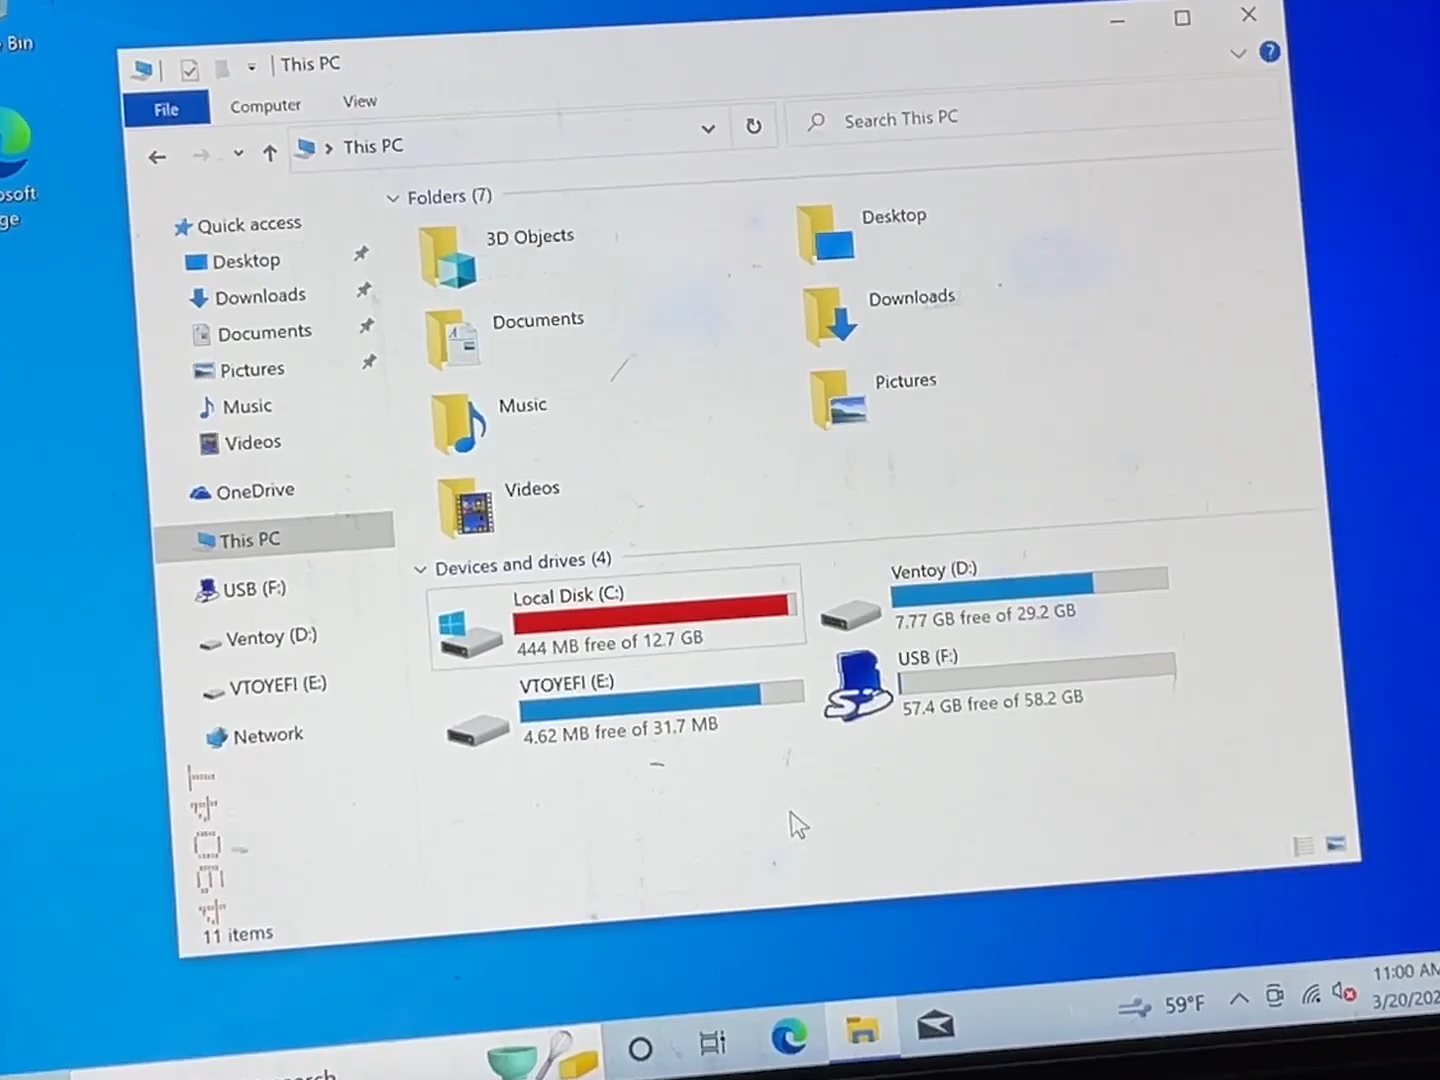 Bin
This PC
File
Computer
View
This PC
Search This PC
Quick access
Desktop
Downloads
Documents
Pictures
Music
Videos
OneDrive
This PC
USB (F:)
Ventoy (D:)
VTOYEFI (E:)
Network
11 items
Folders (7)
3D Objects
Desktop
Documents
Downloads
Music
Pictures
Videos
Devices and drives (4)
Local Disk (C:)
444 MB free of 12.7 GB
Ventoy (D:)
7.77 GB free of 29.2 GB
VTOYEFI (E:)
4.62 MB free of 31.7 MB
USB (F:)
57.4 GB free of 58.2 GB
59°F
11:00 AM
3/20/202